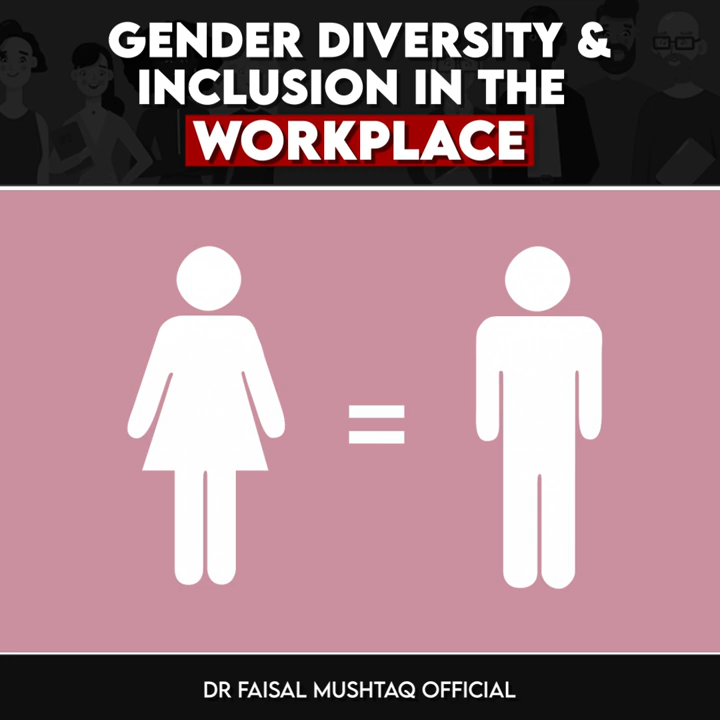 GENDER DIVERSITY &
INCLUSION IN THE
WORKPLACE
=
DR FAISAL MUSHTAQ OFFICIAL